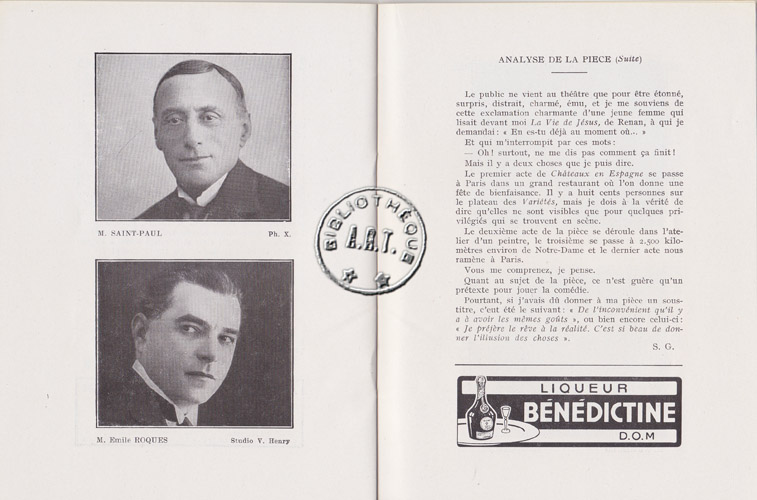 M. SAINT-PAUL Ph. X.
M. Emile ROQUES Studio V. Henry
BIBLIOTHÈQUE
A.R.T.
ANALYSE DE LA PIECE (Suite)
Le public ne vient au théâtre que pour être étonné,
surpris, distrait, charmé, ému, et je me souviens de
cette exclamation charmante d'une jeune femme qui
lisait devant moi La Vie de Jésus, de Renan, à qui je
demandai : « En es-tu déjà au moment où... »
Et qui m'interrompit par ces mots :
— Oh! surtout, ne me dis pas comment ça finit!
Mais il y a deux choses que je puis dire.
Le premier acte de Châteaux en Espagne se passe
à Paris dans un grand restaurant où l'on donne une
fête de bienfaisance. Il y a huit cents personnes sur
le plateau des Variétés, mais je dois à la vérité de
dire qu'elles ne sont visibles que pour quelques pri-
vilégiés qui se trouvent en scène.
Le deuxième acte de la pièce se déroule dans l'ate-
lier d'un peintre, le troisième se passe à 2.500 kilo-
mètres environ de Notre-Dame et le dernier acte nous
ramène à Paris.
Vous me comprenez, je pense.
Quant au sujet de la pièce, ce n'est guère qu'un
prétexte pour jouer la comédie.
Pourtant, si j'avais dû donner à ma pièce un sous-
titre, c'eut été le suivant : « De l'inconvénient qu'il y
a à avoir les mêmes goûts », ou bien encore celui-ci :
« Je préfère le rêve à la réalité. C'est si beau de don-
ner l'illusion des choses ».
S. G.
LIQUEUR
BÉNÉDICTINE
D.O.M